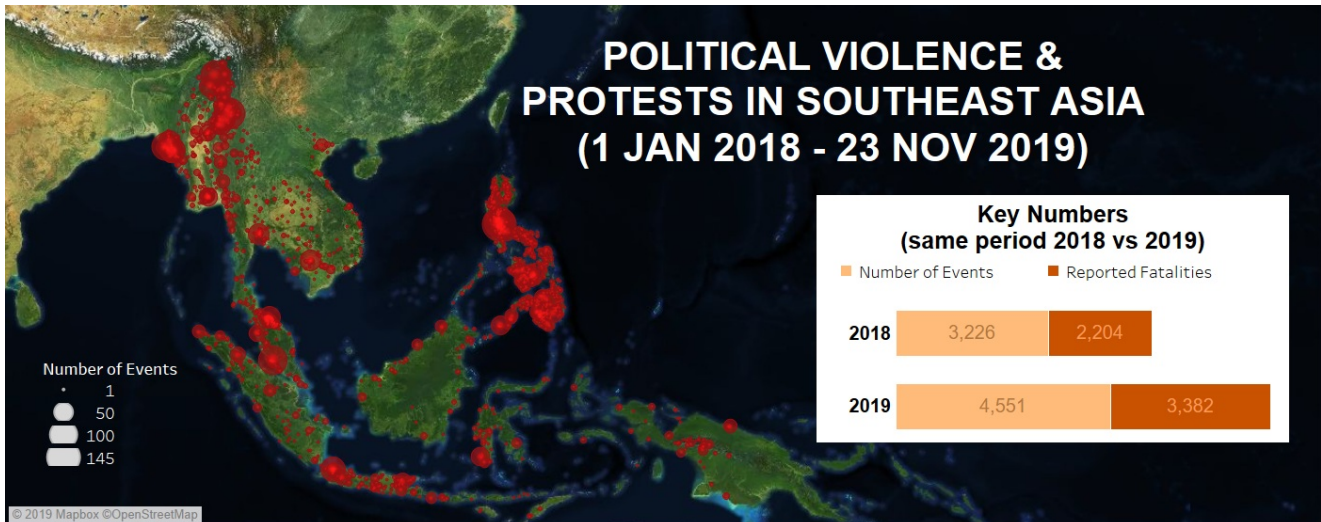 POLITICAL VIOLENCE &
PROTESTS IN SOUTHEAST ASIA
(1 JAN 2018 - 23 NOV 2019)
Key Numbers
(same period 2018 vs 2019)
Number of Events
Reported Fatalities
2018
3,226
2,204
2019
4,551
3,382
Number of Events
1
50
100
145
© 2019 Mapbox ©OpenStreetMap